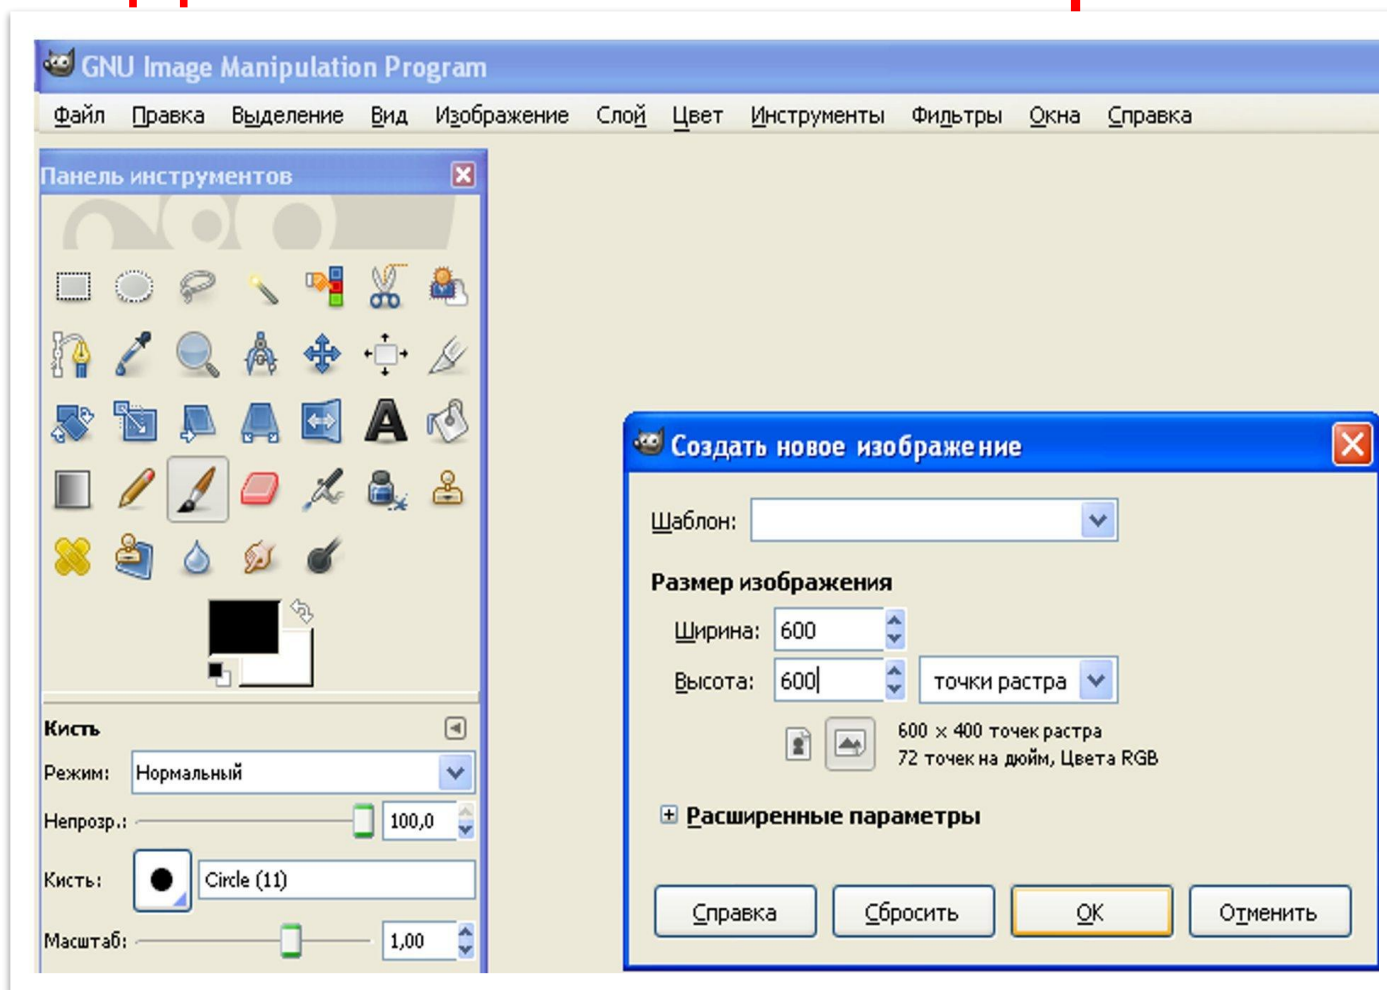 GNU Image Manipulation Program
Файл Правка Выделение Вид Изображение Слой Цвет Инструменты Фильтры Окна Справка
Панель инструментов
A
Кисть
Режим: Нормальный
Непрозр.: 100,0
Кисть: Circle (11)
Масштаб: 1,00
Создать новое изображение
Шаблон:
Размер изображения
Ширина: 600
Высота: 600 точки растра
600 × 400 точек растра
72 точек на дюйм, Цвета RGB
Расширенные параметры
Справка Сбросить OK Отменить